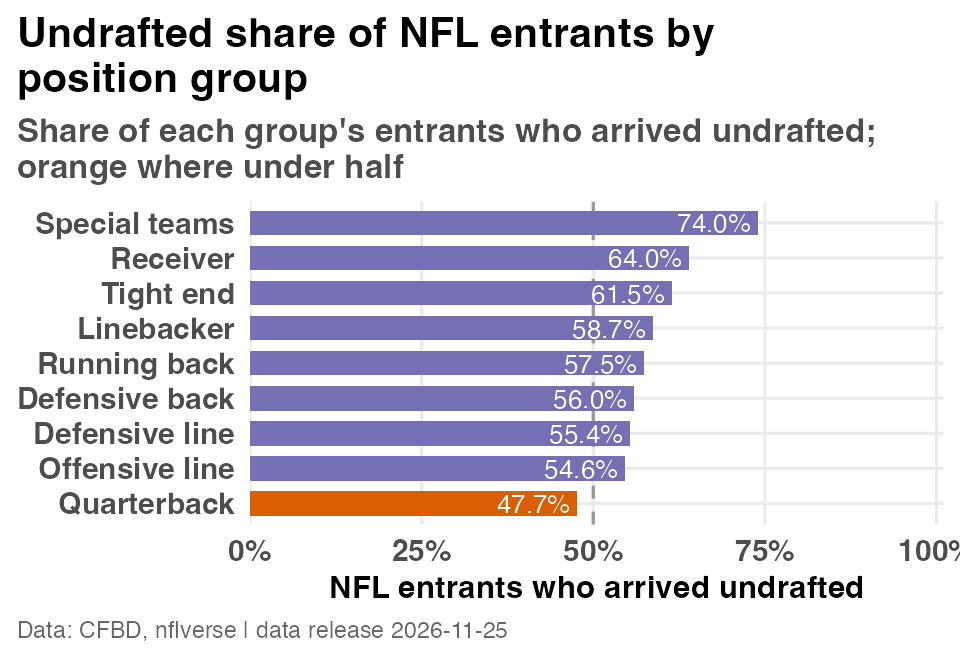 Undrafted share of NFL entrants by
position group
Share of each group's entrants who arrived undrafted;
orange where under half
Special teams 74.0%
Receiver 64.0%
Tight end 61.5%
Linebacker 58.7%
Running back 57.5%
Defensive back 56.0%
Defensive line 55.4%
Offensive line 54.6%
Quarterback 47.7%
0% 25% 50% 75% 100%
NFL entrants who arrived undrafted
Data: CFBD, nflverse | data release 2026-11-25